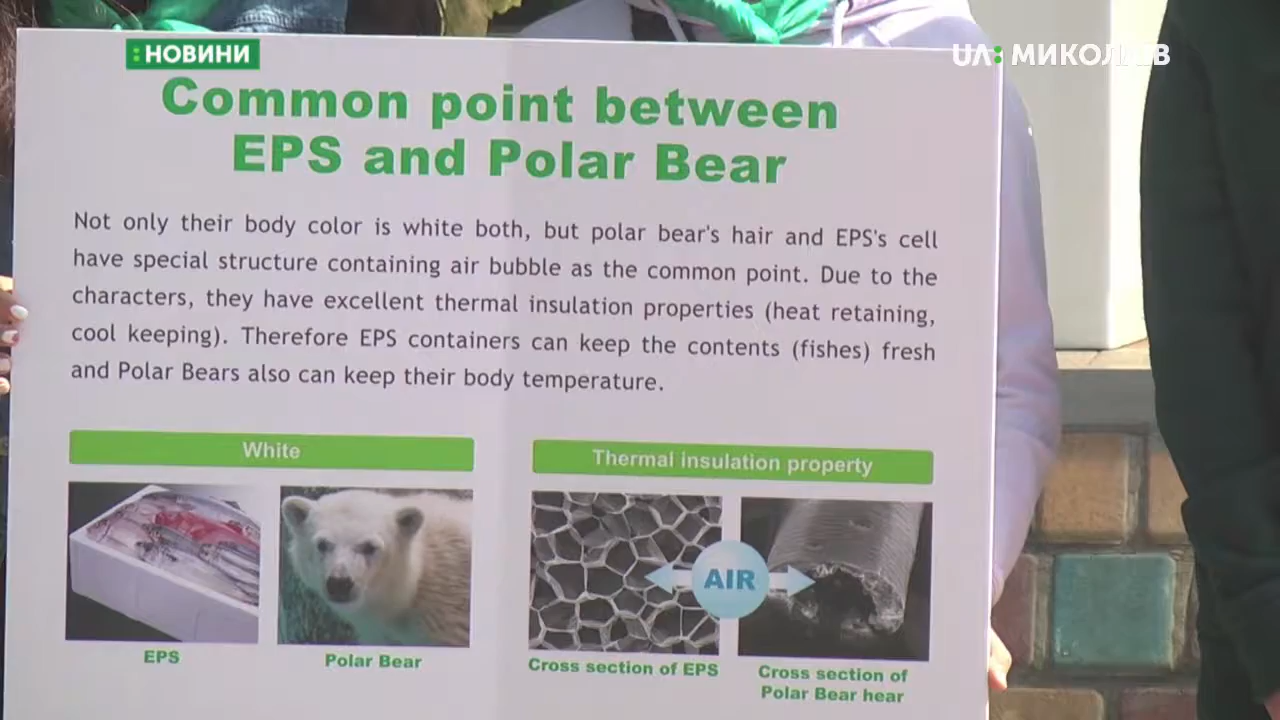 НОВИНИ
UA: МИКОЛАЇВ
Common point between
EPS and Polar Bear
Not only their body color is white both, but polar bear's hair and EPS's cell
have special structure containing air bubble as the common point. Due to the
characters, they have excellent thermal insulation properties (heat retaining,
cool keeping). Therefore EPS containers can keep the contents (fishes) fresh
and Polar Bears also can keep their body temperature.
White
Thermal insulation property
AIR
EPS
Polar Bear
Cross section of EPS
Cross section of
Polar Bear hear